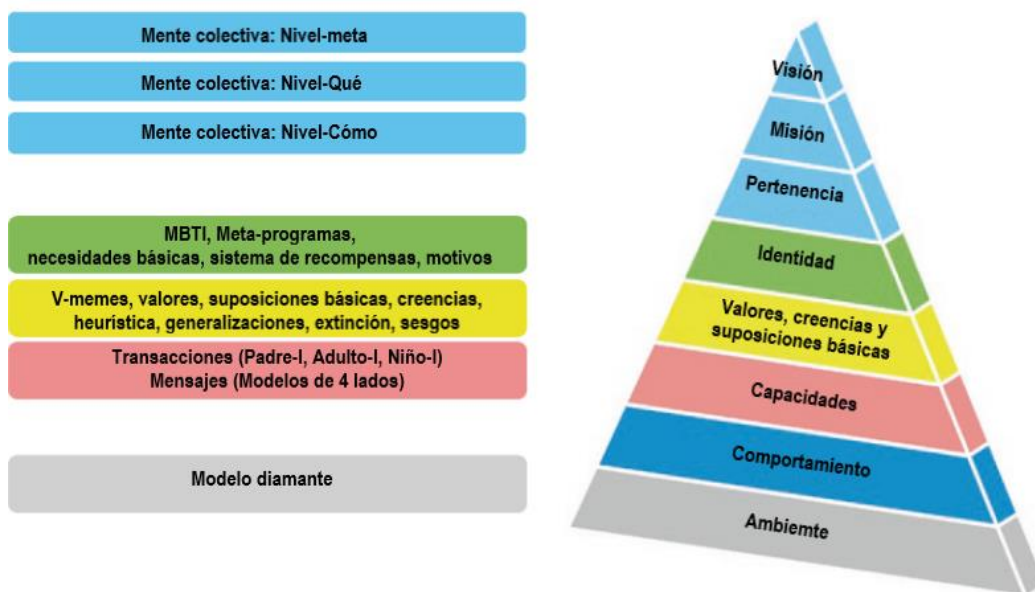 Mente colectiva: Nivel-meta
Mente colectiva: Nivel-Qué
Mente colectiva: Nivel-Cómo
MBTI, Meta-programas,
necesidades básicas, sistema de recompensas, motivos
V-memes, valores, suposiciones básicas, creencias,
heurística, generalizaciones, extinción, sesgos
Transacciones (Padre-I, Adulto-I, Niño-I)
Mensajes (Modelos de 4 lados)
Modelo diamante
Visión
Misión
Pertenencia
Identidad
Valores, creencias y
suposiciones básicas
Capacidades
Comportamiento
Ambiemte